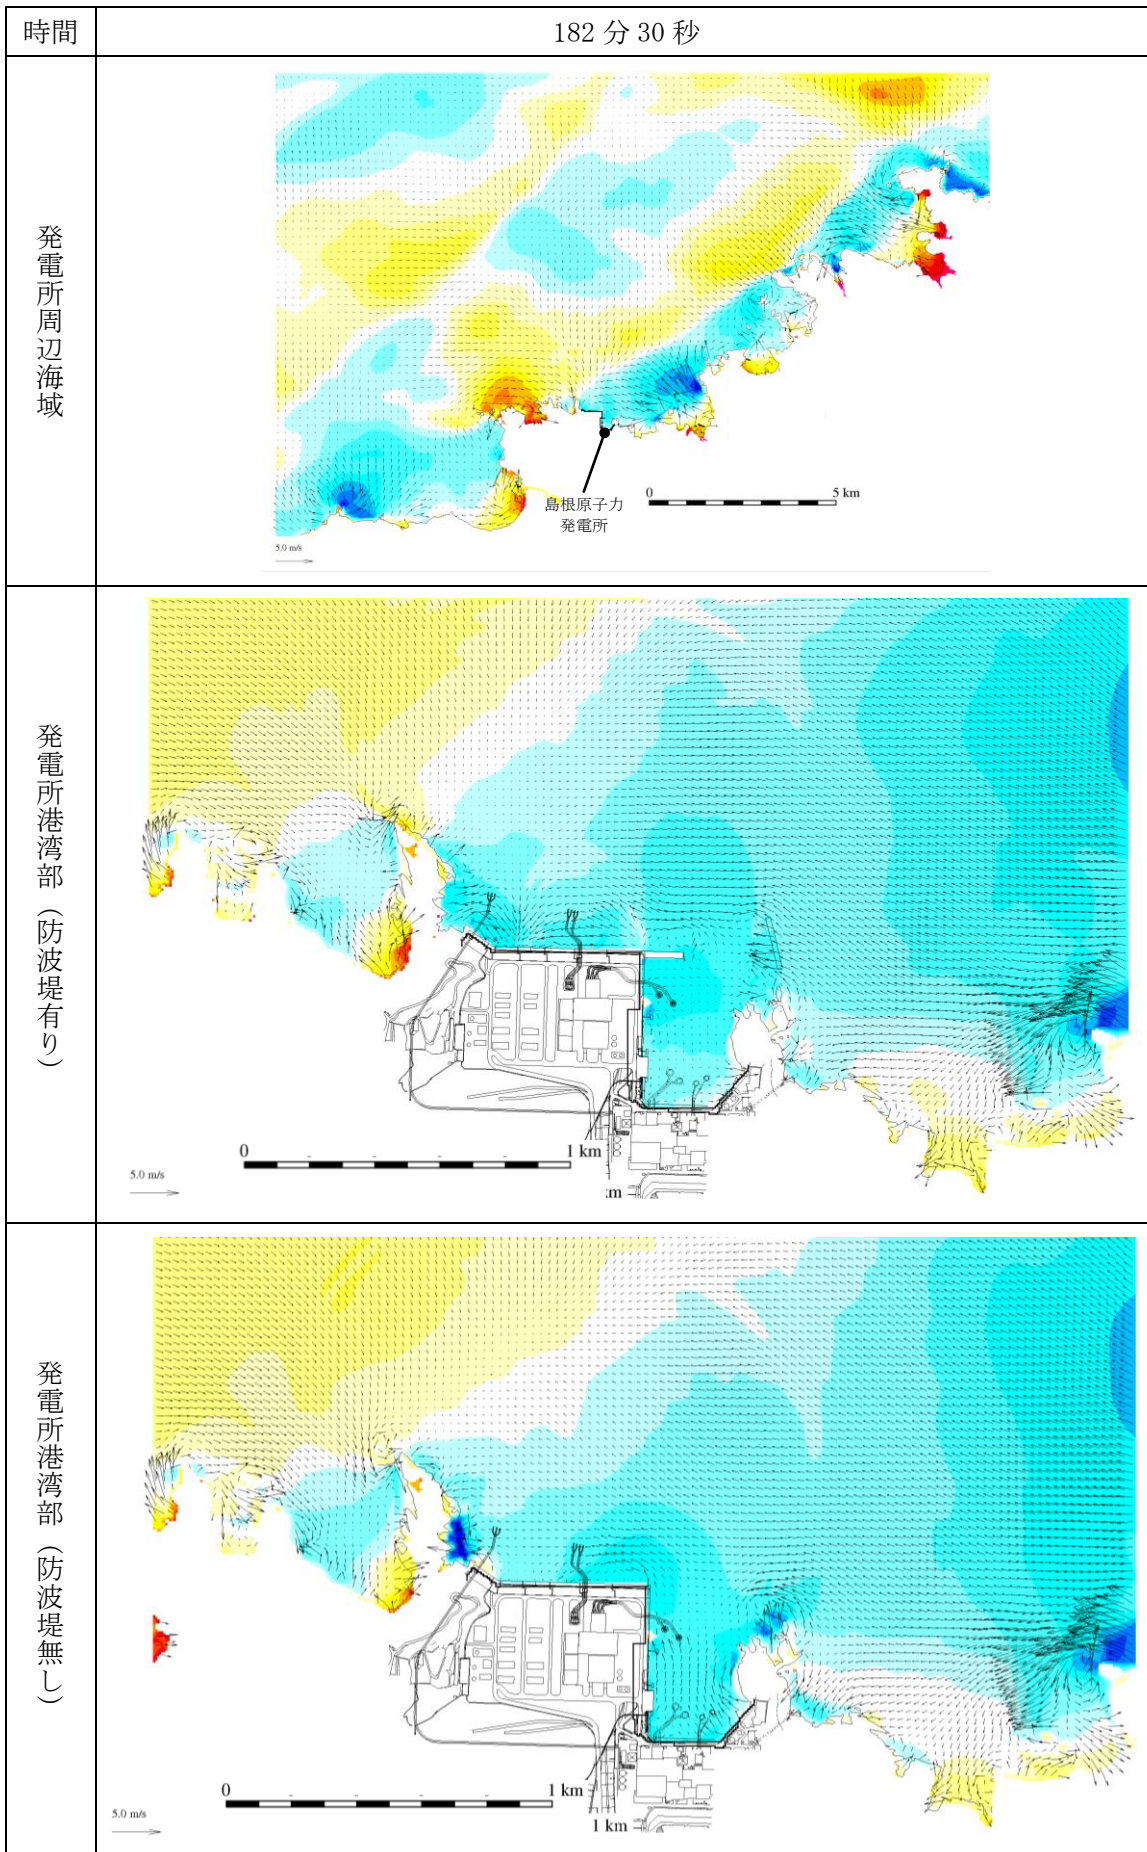 時間
182 分 30 秒
発電所周辺海域
島根原子力
発電所
0
5 km
5.0 m/s
発電所港湾部（防波堤有り）
0
1 km
5.0 m/s
km
発電所港湾部（防波堤無し）
0
1 km
5.0 m/s
1 km